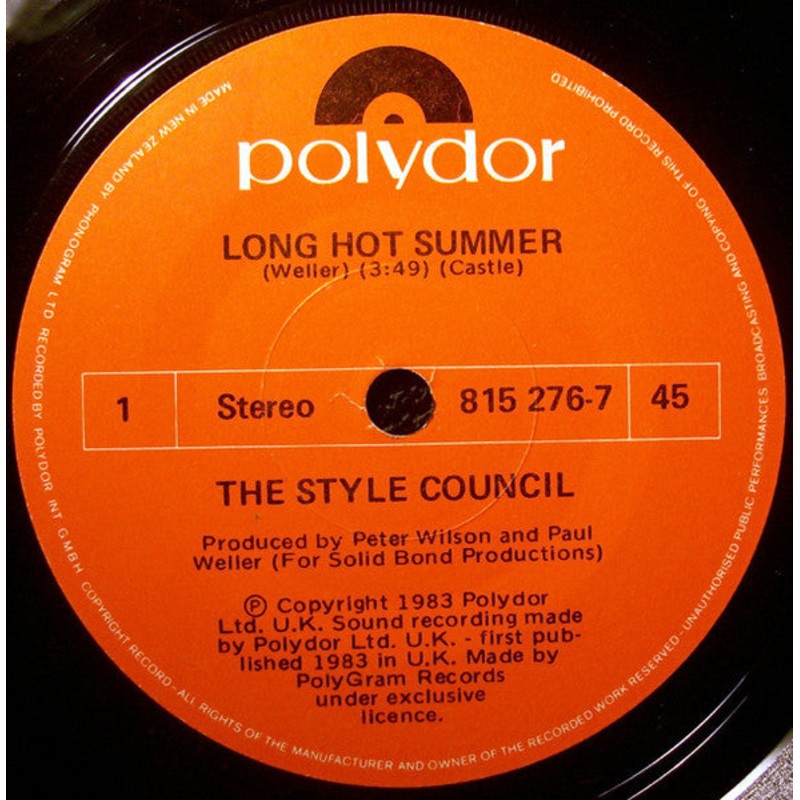 polydor
LONG HOT SUMMER
(Weller) (3:49) (Castle)
1 Stereo 815 276-7 45
THE STYLE COUNCIL
Produced by Peter Wilson and Paul
Weller (For Solid Bond Productions)
℗ Copyright 1983 Polydor
Ltd. U.K. Sound recording made
by Polydor Ltd. U.K. - first pub-
lished 1983 in U.K. Made by
PolyGram Records
under exclusive
licence.
MADE IN NEW ZEALAND BY PHONOGRAM LTD RECORDED BY POLYDOR INT GMBH COPYRIGHT RECORD - ALL RIGHTS OF THE MANUFACTURER AND OWNER OF THE RECORDED WORK RESERVED - UNAUTHORISED PUBLIC PERFORMANCES BROADCASTING AND COPYING OF THIS RECORD PROHIBITED